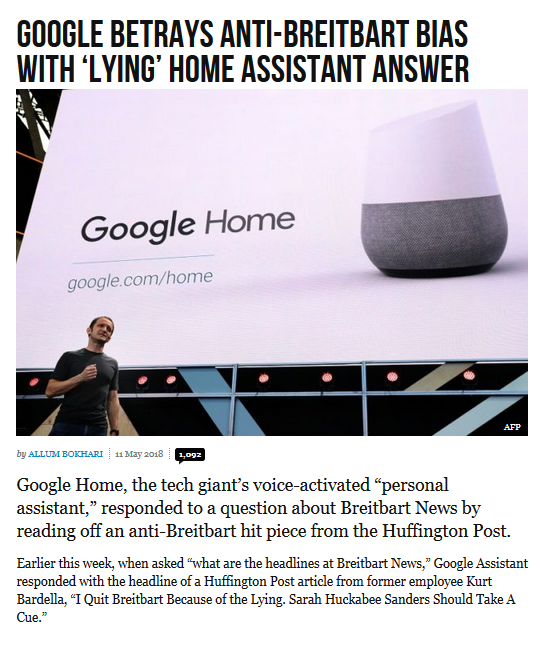 GOOGLE BETRAYS ANTI-BREITBART BIAS
WITH ‘LYING’ HOME ASSISTANT ANSWER
Google Home
google.com/home
AFP
by ALLUM BOKHARI 11 May 2018 1,092
Google Home, the tech giant’s voice-activated “personal
assistant,” responded to a question about Breitbart News by
reading off an anti-Breitbart hit piece from the Huffington Post.
Earlier this week, when asked “what are the headlines at Breitbart News,” Google Assistant
responded with the headline of a Huffington Post article from former employee Kurt
Bardella, “I Quit Breitbart Because of the Lying. Sarah Huckabee Sanders Should Take A
Cue.”